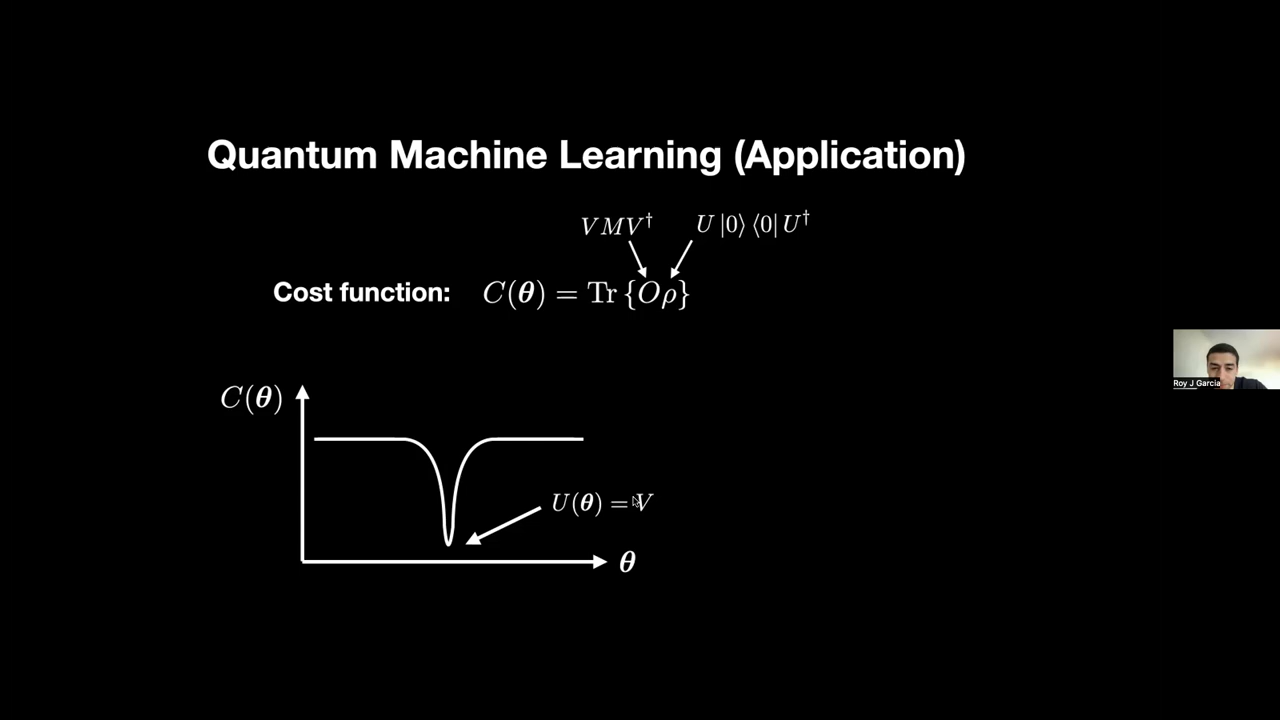 Quantum Machine Learning (Application)
VMV† U |0⟩ ⟨0| U†
Cost function: C(θ) = Tr {Oρ}
C(θ)
U(θ) = V
θ
Roy J Garcia